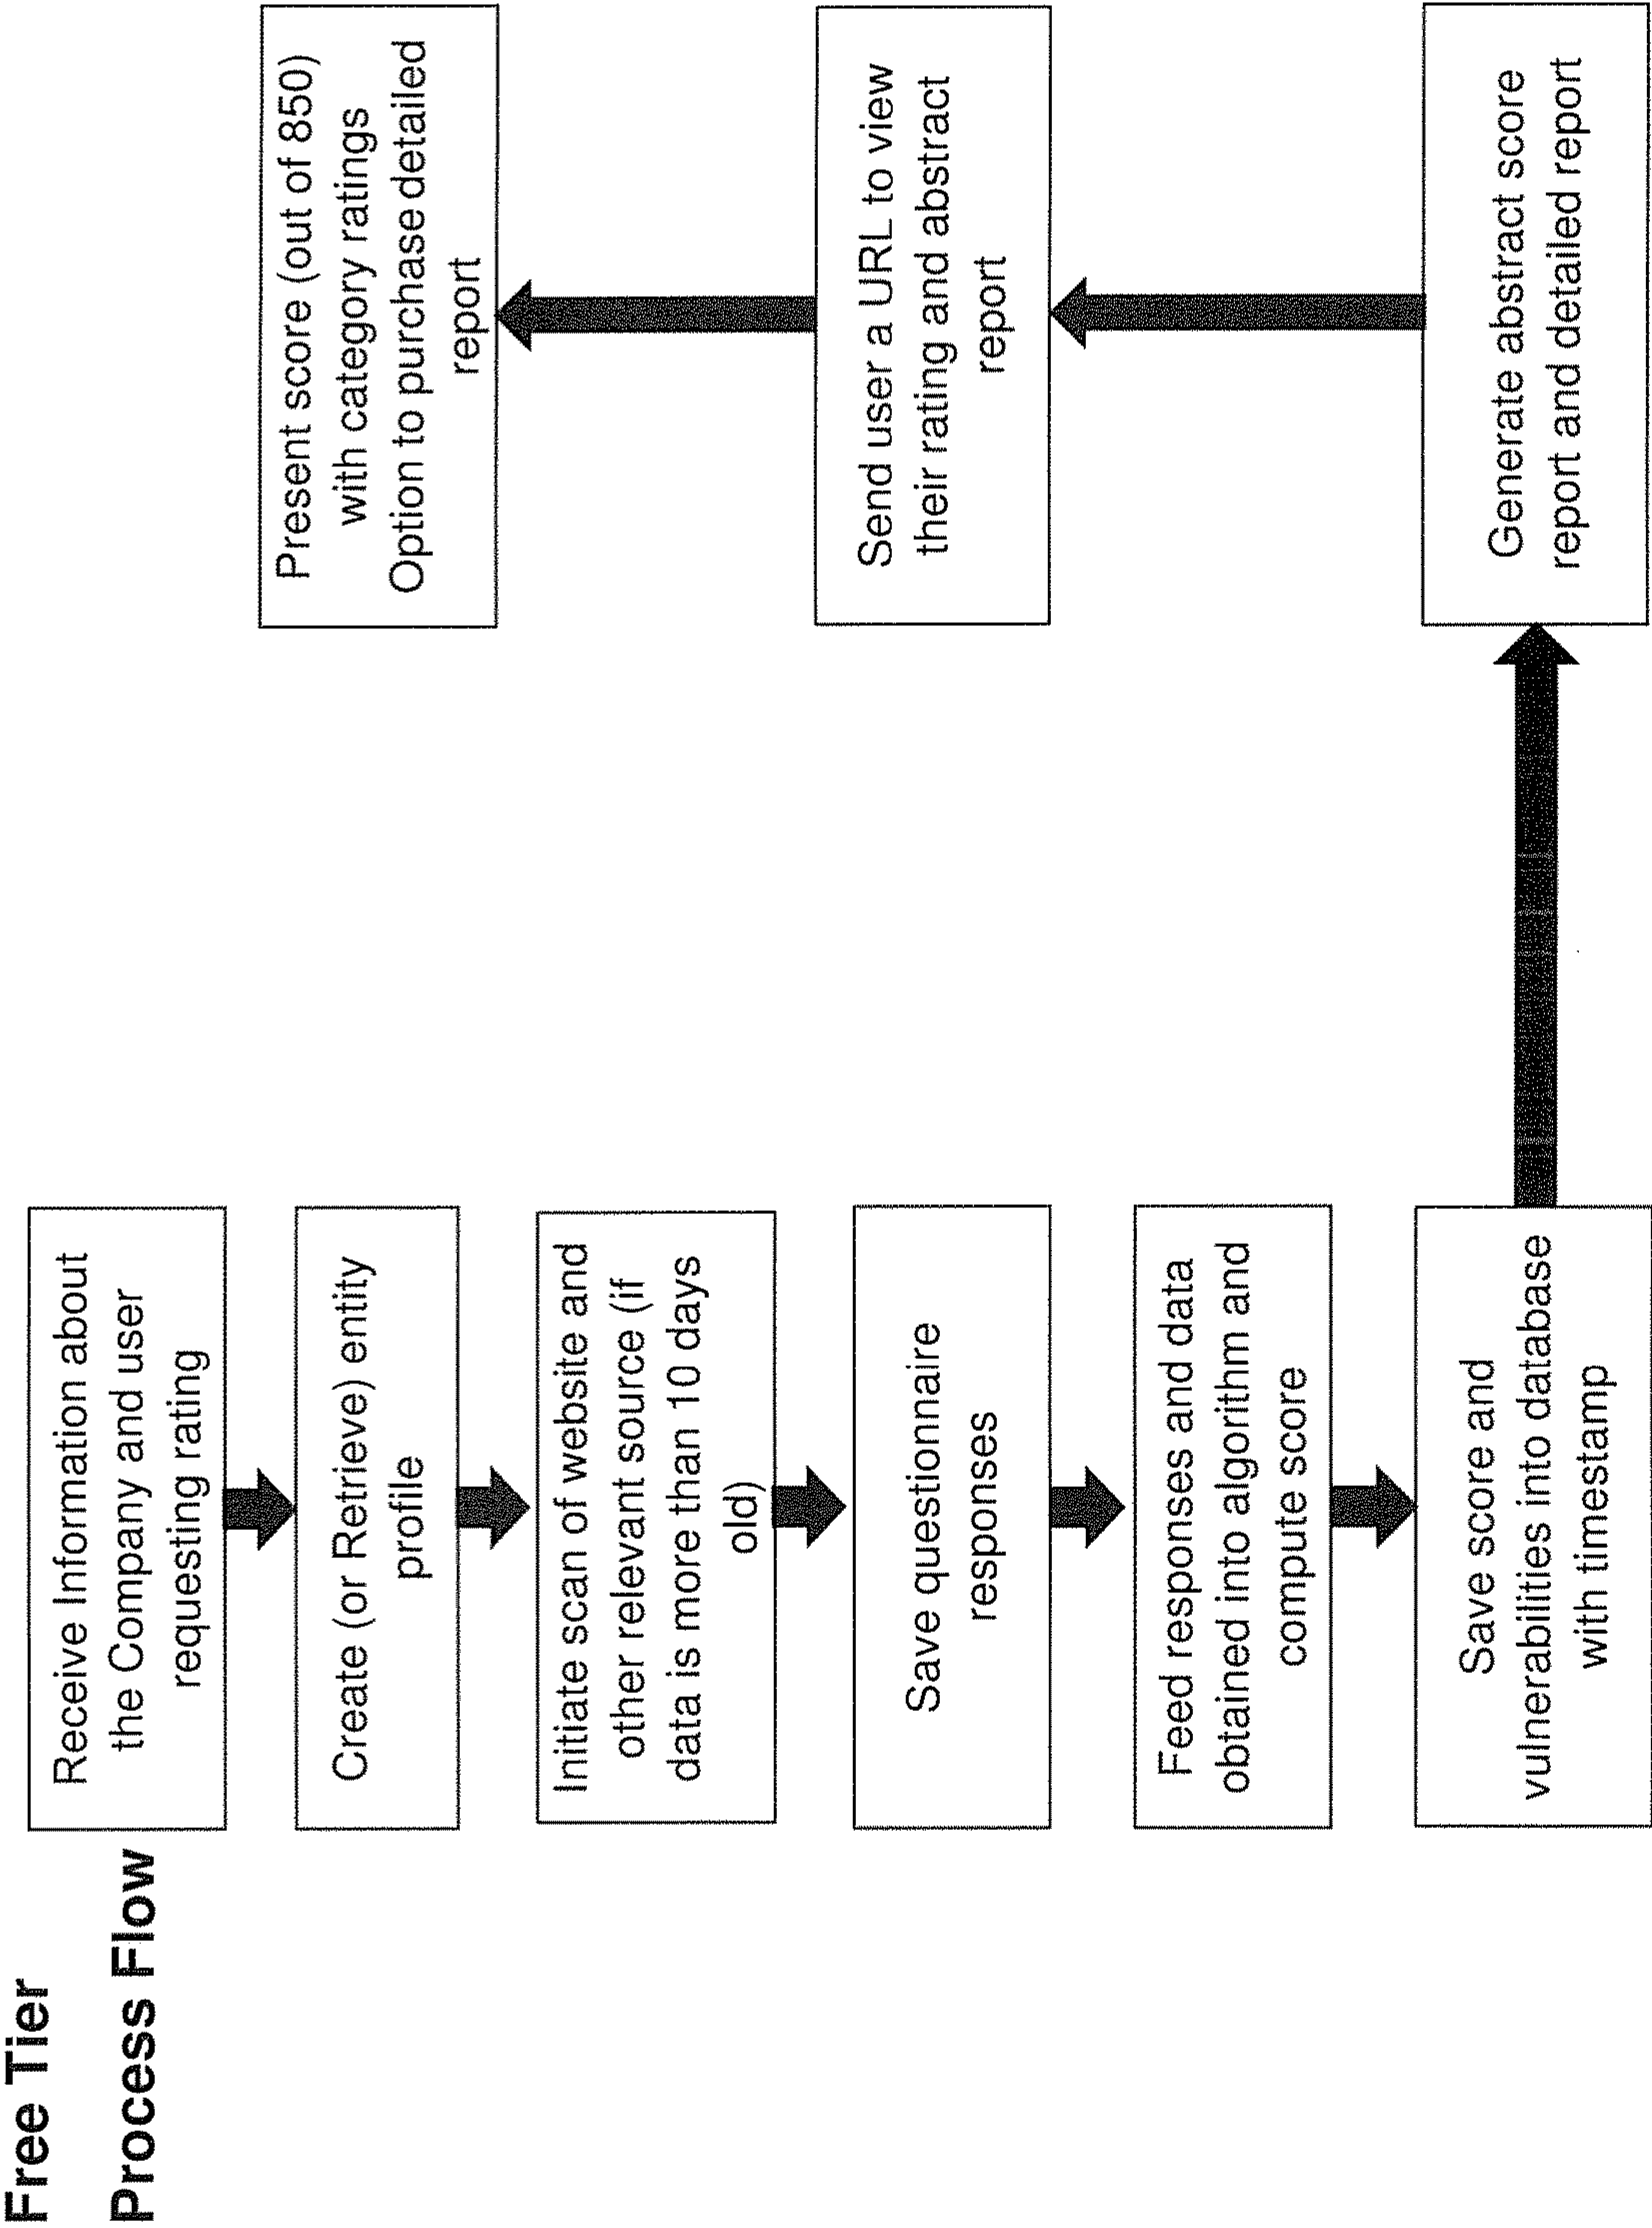 Free Tier
Process Flow
Receive Information about
the Company and user
requesting rating
Create (or Retrieve) entity
profile
Initiate scan of website and
other relevant source (if
data is more than 10 days
old)
Save questionnaire
responses
Feed responses and data
obtained into algorithm and
compute score
Save score and
vulnerabilities into database
with timestamp
Generate abstract score
report and detailed report
Send user a URL to view
their rating and abstract
report
Present score (out of 850)
with category ratings
Option to purchase detailed
report